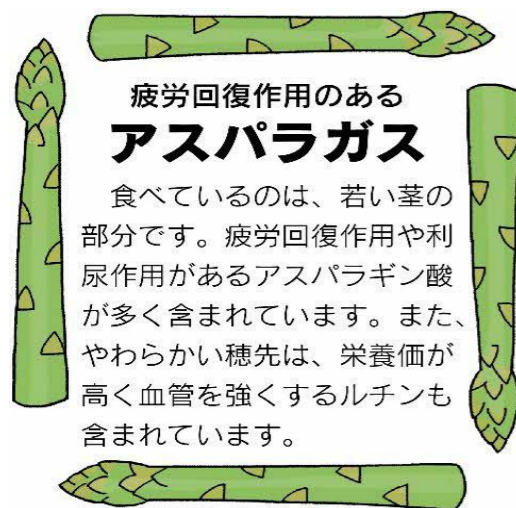 疲労回復作用のある
アスパラガス
　食べているのは、若い茎の
部分です。疲労回復作用や利
尿作用があるアスパラギン酸
が多く含まれています。また、
やわらかい穂先は、栄養価が
高く血管を強くするルチンも
含まれています。